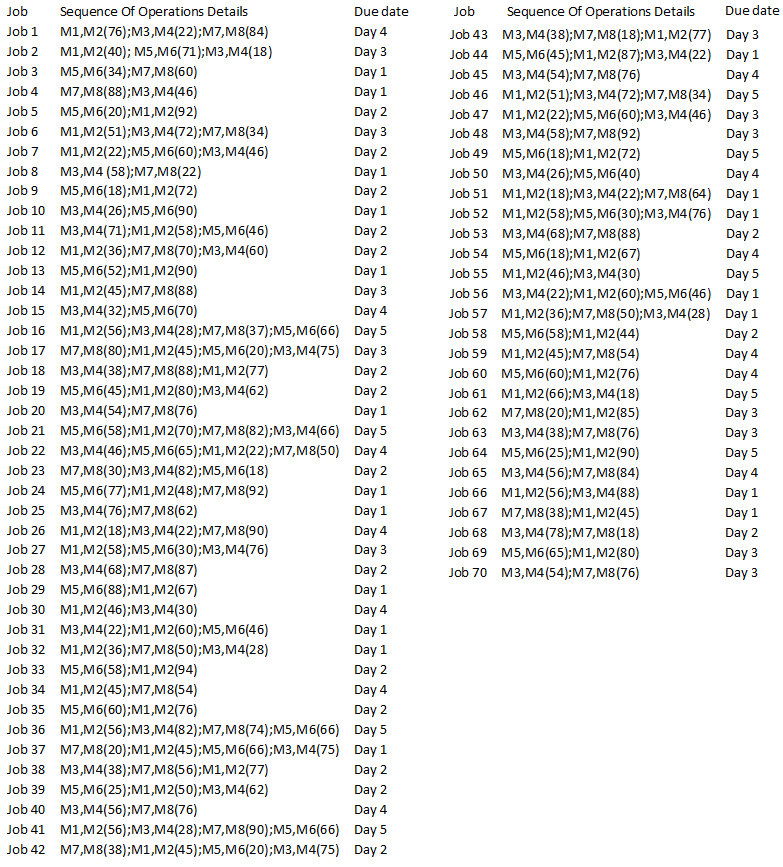 Job Sequence Of Operations Details Due date
Job 1 M1,M2(76);M3,M4(22);M7,M8(84) Day 4
Job 2 M1,M2(40); M5,M6(71);M3,M4(18) Day 3
Job 3 M5,M6(34);M7,M8(60) Day 1
Job 4 M7,M8(88);M3,M4(46) Day 1
Job 5 M5,M6(20);M1,M2(92) Day 2
Job 6 M1,M2(51);M3,M4(72);M7,M8(34) Day 3
Job 7 M1,M2(22);M5,M6(60);M3,M4(46) Day 2
Job 8 M3,M4 (58);M7,M8(22) Day 1
Job 9 M5,M6(18);M1,M2(72) Day 2
Job 10 M3,M4(26);M5,M6(90) Day 1
Job 11 M3,M4(71);M1,M2(58);M5,M6(46) Day 2
Job 12 M1,M2(36);M7,M8(70);M3,M4(60) Day 2
Job 13 M5,M6(52);M1,M2(90) Day 1
Job 14 M1,M2(45);M7,M8(88) Day 3
Job 15 M3,M4(32);M5,M6(70) Day 4
Job 16 M1,M2(56);M3,M4(28);M7,M8(37);M5,M6(66) Day 5
Job 17 M7,M8(80);M1,M2(45);M5,M6(20);M3,M4(75) Day 3
Job 18 M3,M4(38);M7,M8(88);M1,M2(77) Day 2
Job 19 M5,M6(45);M1,M2(80);M3,M4(62) Day 2
Job 20 M3,M4(54);M7,M8(76) Day 1
Job 21 M5,M6(58);M1,M2(70);M7,M8(82);M3,M4(66) Day 5
Job 22 M3,M4(46);M5,M6(65);M1,M2(22);M7,M8(50) Day 4
Job 23 M7,M8(30);M3,M4(82);M5,M6(18) Day 2
Job 24 M5,M6(77);M1,M2(48);M7,M8(92) Day 1
Job 25 M3,M4(76);M7,M8(62) Day 1
Job 26 M1,M2(18);M3,M4(22);M7,M8(90) Day 4
Job 27 M1,M2(58);M5,M6(30);M3,M4(76) Day 3
Job 28 M3,M4(68);M7,M8(87) Day 2
Job 29 M5,M6(88);M1,M2(67) Day 1
Job 30 M1,M2(46);M3,M4(30) Day 4
Job 31 M3,M4(22);M1,M2(60);M5,M6(46) Day 1
Job 32 M1,M2(36);M7,M8(50);M3,M4(28) Day 1
Job 33 M5,M6(58);M1,M2(94) Day 2
Job 34 M1,M2(45);M7,M8(54) Day 4
Job 35 M5,M6(60);M1,M2(76) Day 2
Job 36 M1,M2(56);M3,M4(82);M7,M8(74);M5,M6(66) Day 5
Job 37 M7,M8(20);M1,M2(45);M5,M6(66);M3,M4(75) Day 1
Job 38 M3,M4(38);M7,M8(56);M1,M2(77) Day 2
Job 39 M5,M6(25);M1,M2(50);M3,M4(62) Day 2
Job 40 M3,M4(56);M7,M8(76) Day 4
Job 41 M1,M2(56);M3,M4(28);M7,M8(90);M5,M6(66) Day 5
Job 42 M7,M8(38);M1,M2(45);M5,M6(20);M3,M4(75) Day 2
Job Sequence Of Operations Details Due date
Job 43 M3,M4(38);M7,M8(18);M1,M2(77) Day 3
Job 44 M5,M6(45);M1,M2(87);M3,M4(22) Day 1
Job 45 M3,M4(54);M7,M8(76) Day 4
Job 46 M1,M2(51);M3,M4(72);M7,M8(34) Day 5
Job 47 M1,M2(22);M5,M6(60);M3,M4(46) Day 3
Job 48 M3,M4(58);M7,M8(92) Day 3
Job 49 M5,M6(18);M1,M2(72) Day 5
Job 50 M3,M4(26);M5,M6(40) Day 4
Job 51 M1,M2(18);M3,M4(22);M7,M8(64) Day 1
Job 52 M1,M2(58);M5,M6(30);M3,M4(76) Day 1
Job 53 M3,M4(68);M7,M8(88) Day 2
Job 54 M5,M6(18);M1,M2(67) Day 4
Job 55 M1,M2(46);M3,M4(30) Day 5
Job 56 M3,M4(22);M1,M2(60);M5,M6(46) Day 1
Job 57 M1,M2(36);M7,M8(50);M3,M4(28) Day 1
Job 58 M5,M6(58);M1,M2(44) Day 2
Job 59 M1,M2(45);M7,M8(54) Day 4
Job 60 M5,M6(60);M1,M2(76) Day 4
Job 61 M1,M2(66);M3,M4(18) Day 5
Job 62 M7,M8(20);M1,M2(85) Day 3
Job 63 M3,M4(38);M7,M8(76) Day 3
Job 64 M5,M6(25);M1,M2(90) Day 5
Job 65 M3,M4(56);M7,M8(84) Day 4
Job 66 M1,M2(56);M3,M4(88) Day 1
Job 67 M7,M8(38);M1,M2(45) Day 1
Job 68 M3,M4(78);M7,M8(18) Day 2
Job 69 M5,M6(65);M1,M2(80) Day 3
Job 70 M3,M4(54);M7,M8(76) Day 3